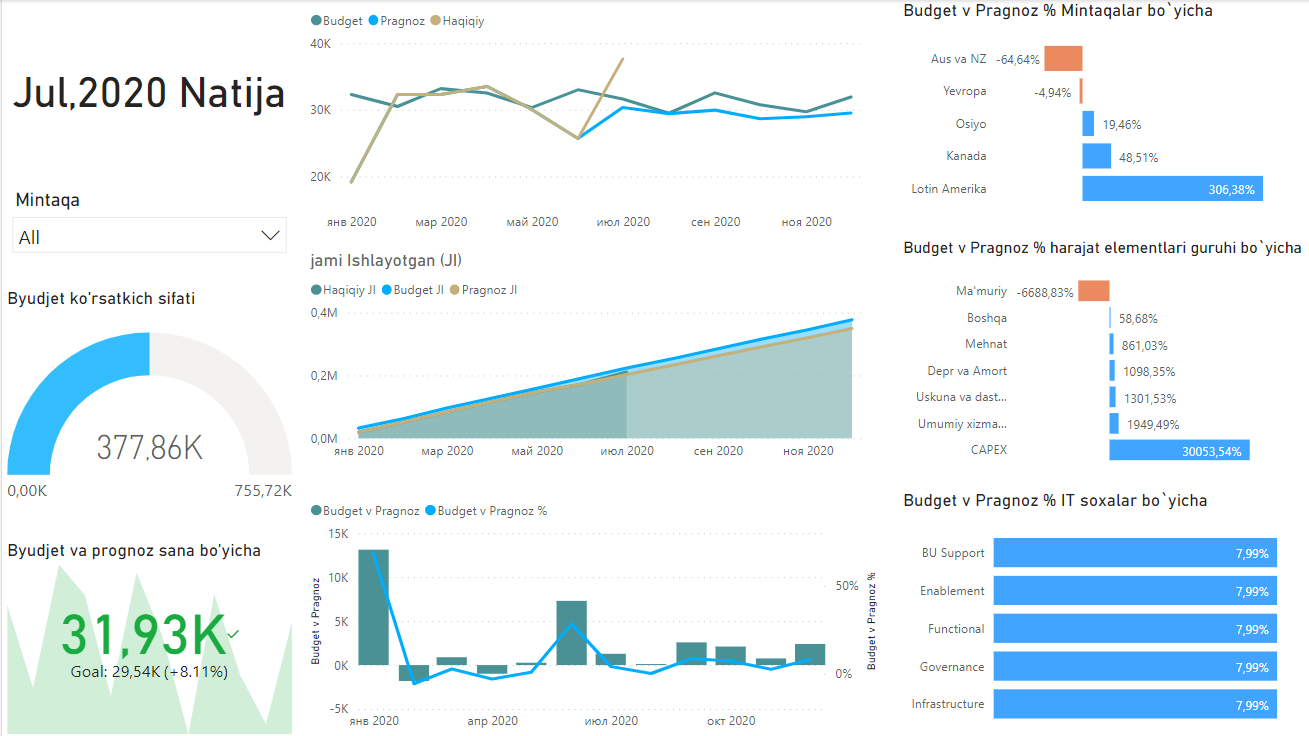 Jul,2020 Natija
Mintaqa
All
Byudjet ko'rsatkich sifati
377,86K
0,00K
755,72K
Byudjet va prognoz sana bo'yicha
31,93K
Goal: 29,54K (+8.11%)
Budget Pragnoz Haqiqiy
40K
30K
20K
янв 2020 мар 2020 май 2020 июл 2020 сен 2020 ноя 2020
jami Ishlayotgan (JI)
Haqiqiy JI Budget JI Pragnoz JI
0,4M
0,2M
0,0M
янв 2020 мар 2020 май 2020 июл 2020 сен 2020 ноя 2020
Budget v Pragnoz Budget v Pragnoz %
Budget v Pragnoz
15K
10K
5K
0K
-5K
50%
0%
Budget v Pragnoz %
янв 2020 апр 2020 июл 2020 окт 2020
Budget v Pragnoz % Mintaqalar bo`yicha
Aus va NZ -64,64%
Yevropa -4,94%
Osiyo 19,46%
Kanada 48,51%
Lotin Amerika 306,38%
Budget v Pragnoz % harajat elementlari guruhi bo`yicha
Ma'muriy -6688,83%
Boshqa 58,68%
Mehnat 861,03%
Depr va Amort 1098,35%
Uskuna va dast... 1301,53%
Umumiy xizma... 1949,49%
CAPEX 30053,54%
Budget v Pragnoz % IT soxalar bo`yicha
BU Support 7,99%
Enablement 7,99%
Functional 7,99%
Governance 7,99%
Infrastructure 7,99%